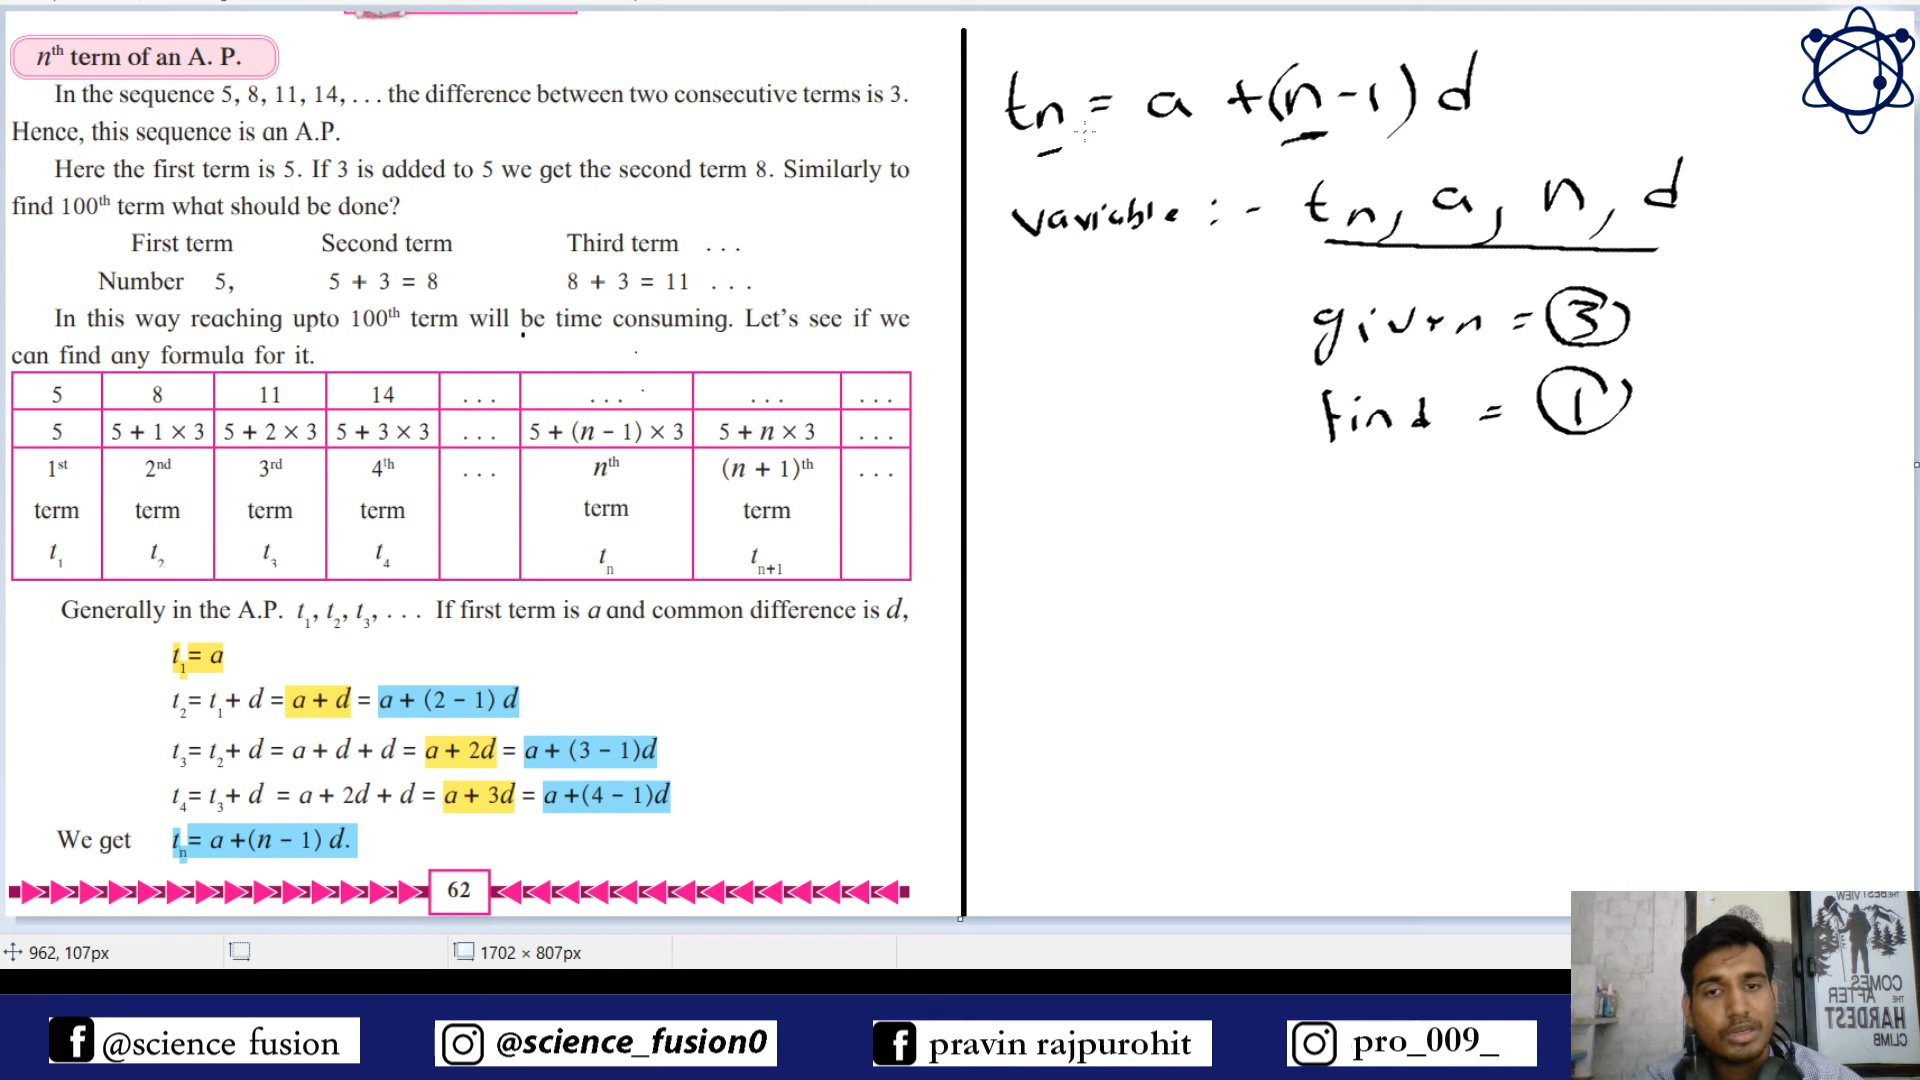 nth term of an A. P.
In the sequence 5, 8, 11, 14, . . . the difference between two consecutive terms is 3.
Hence, this sequence is an A.P.
Here the first term is 5. If 3 is added to 5 we get the second term 8. Similarly to
find 100th term what should be done?
First term Second term Third term . . .
Number 5, 5 + 3 = 8 8 + 3 = 11 . . .
In this way reaching upto 100th term will be time consuming. Let's see if we
can find any formula for it.
5 8 11 14 . . . . . . . . . . . .
5 5 + 1 × 3 5 + 2 × 3 5 + 3 × 3 . . . 5 + (n − 1) × 3 5 + n × 3 . . .
1st 2nd 3rd 4th . . . nth (n + 1)th . . .
term term term term term term
t1 t2 t3 t4 tn tn+1
Generally in the A.P. t1, t2, t3, . . . If first term is a and common difference is d,
t1= a
t2= t1+ d = a + d = a + (2 − 1) d
t3= t2+ d = a + d + d = a + 2d = a + (3 − 1)d
t4= t3+ d = a + 2d + d = a + 3d = a +(4 − 1)d
We get tn= a +(n − 1) d.
62
tn = a +(n-1) d
variable :- tn, a, n, d
given = 3
find = 1
962, 107px
1702 × 807px
THE BEST VIEW
COMES
AFTER
THE
HARDEST
CLIMB
@science fusion
@science_fusion0
pravin rajpurohit
pro_009_